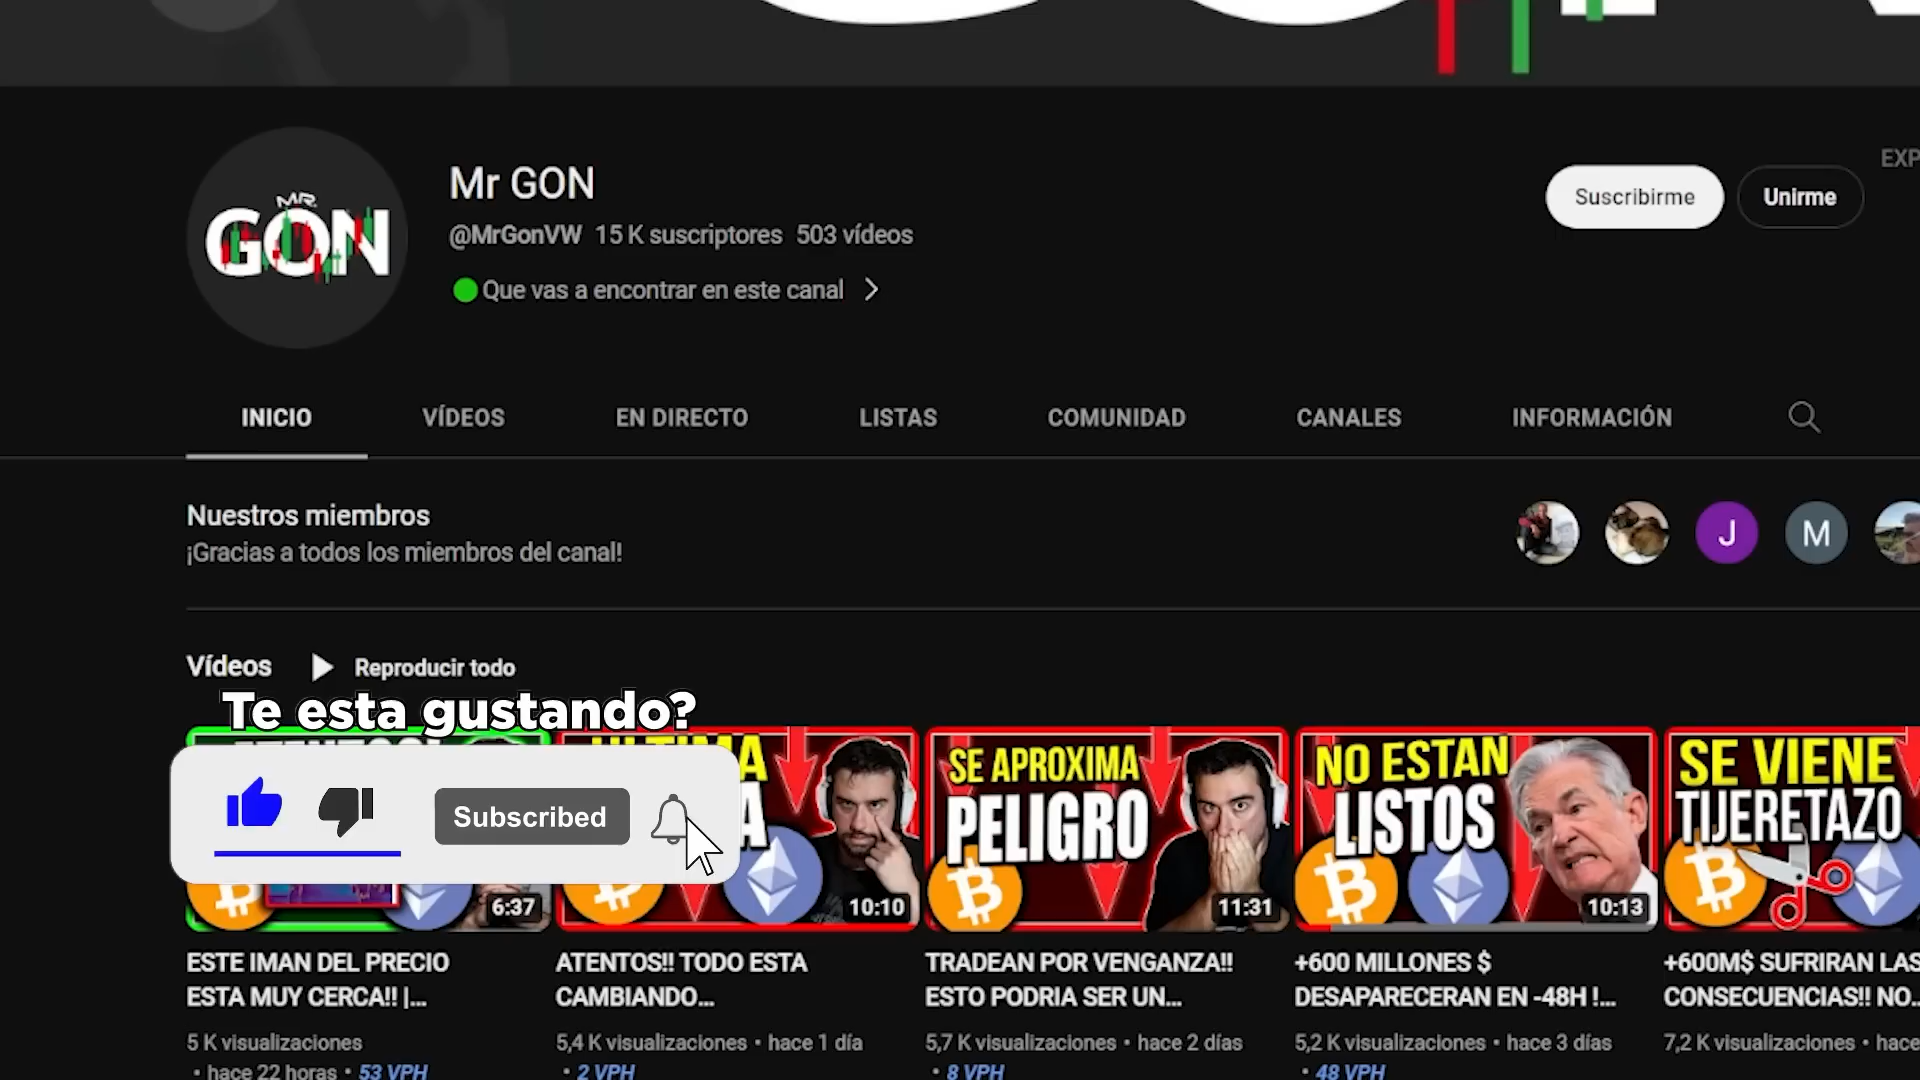 EXP
MR.
GON
Mr GON
@MrGonVW 15 K suscriptores 503 vídeos
Que vas a encontrar en este canal
Suscribirme
Unirme
INICIO
VÍDEOS
EN DIRECTO
LISTAS
COMUNIDAD
CANALES
INFORMACIÓN
Nuestros miembros
¡Gracias a todos los miembros del canal!
J
M
Vídeos
Reproducir todo
Te esta gustando?
Subscribed
6:37
10:10
SE APROXIMA
PELIGRO
11:31
NO ESTAN
LISTOS
10:13
SE VIENE
TIJERETAZO
ESTE IMAN DEL PRECIO
ESTA MUY CERCA!! |...
5 K visualizaciones
• hace 22 horas • 53 VPH
ATENTOS!! TODO ESTA
CAMBIANDO...
5,4 K visualizaciones • hace 1 día
• 2 VPH
TRADEAN POR VENGANZA!!
ESTO PODRIA SER UN...
5,7 K visualizaciones • hace 2 días
• 8 VPH
+600 MILLONES $
DESAPARECERAN EN -48H !...
5,2 K visualizaciones • hace 3 días
• 48 VPH
+600M$ SUFRIRAN LAS
CONSECUENCIAS!! NO...
7,2 K visualizaciones • hace